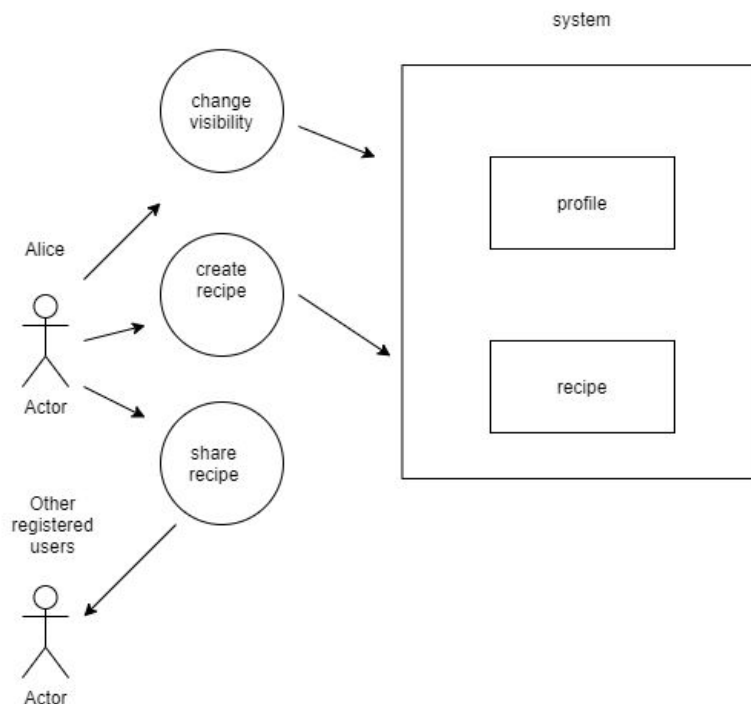 system
change
visibility
profile
Alice
create
recipe
Actor
recipe
share
recipe
Other
registered
users
Actor